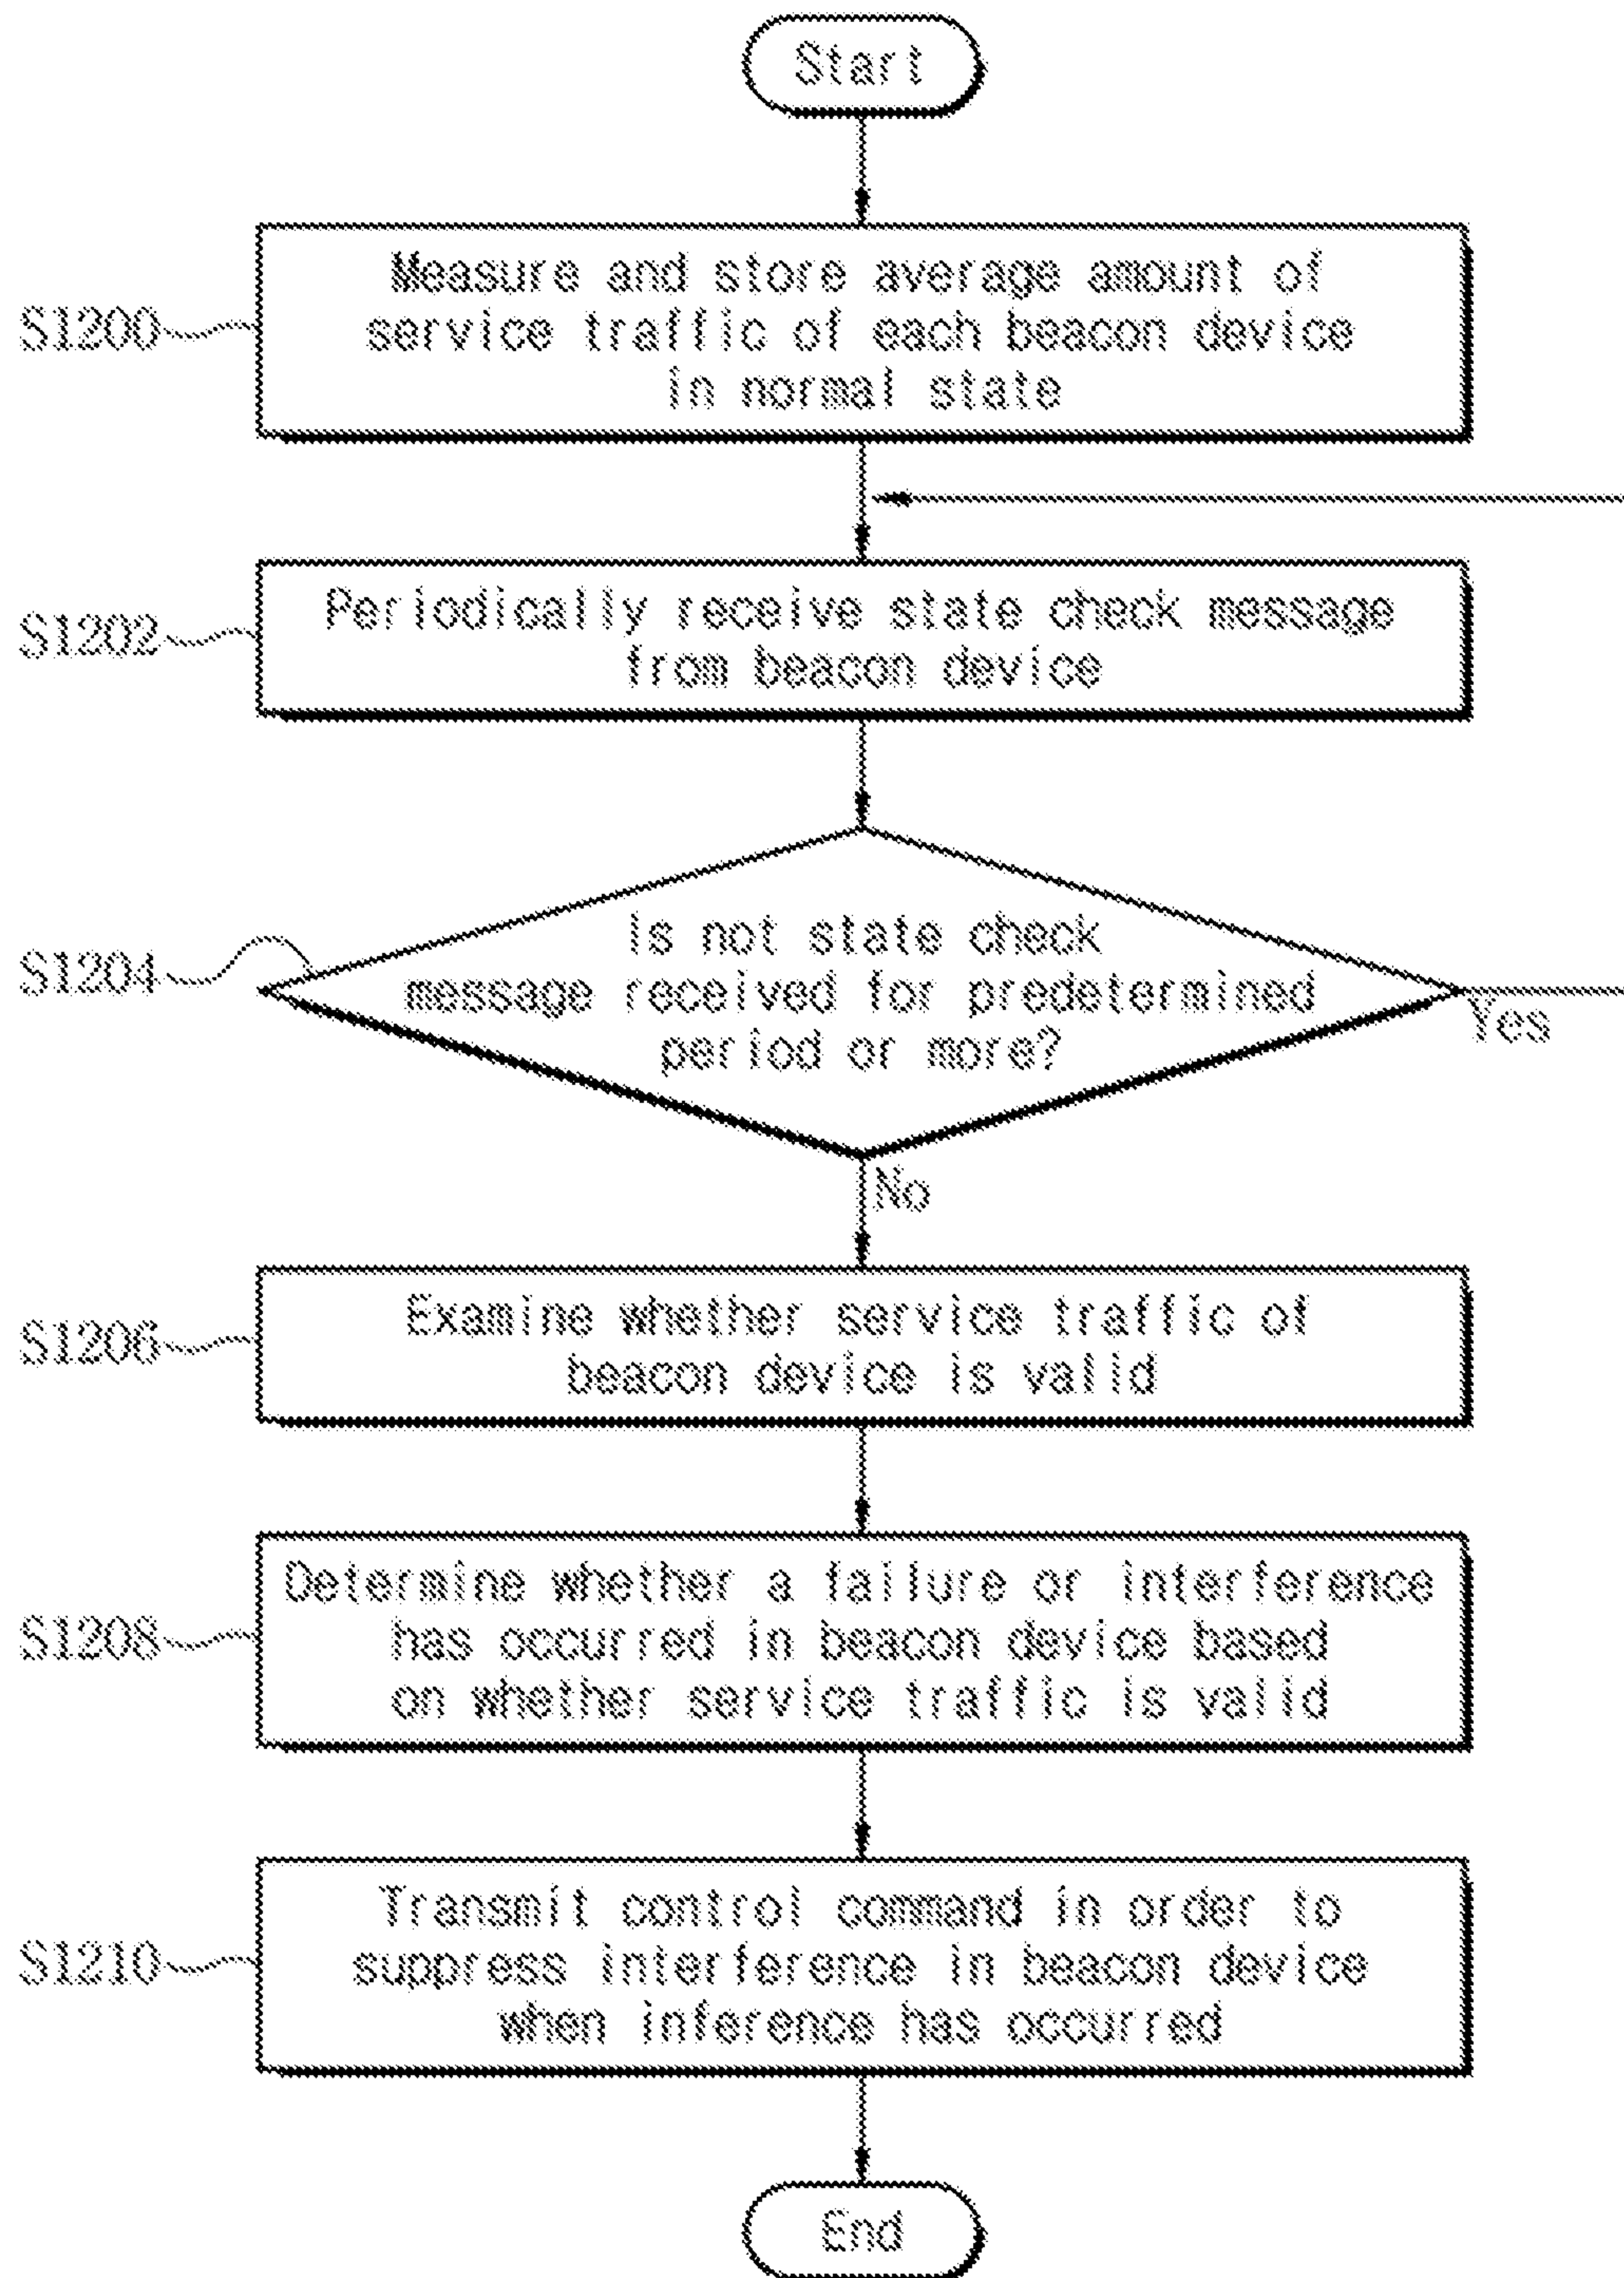 Start
S1200
Measure and store average amount of
service traffic of each beacon device
in normal state
S1202
Periodically receive state check message
from beacon device
S1204
Is not state check
message received for predetermined
period or more?
Yes
No
S1206
Examine whether service traffic of
beacon device is valid
S1208
Determine whether a failure or interference
has occurred in beacon device based
on whether service traffic is valid
S1210
Transmit control command in order to
suppress interference in beacon device
when inference has occurred
End